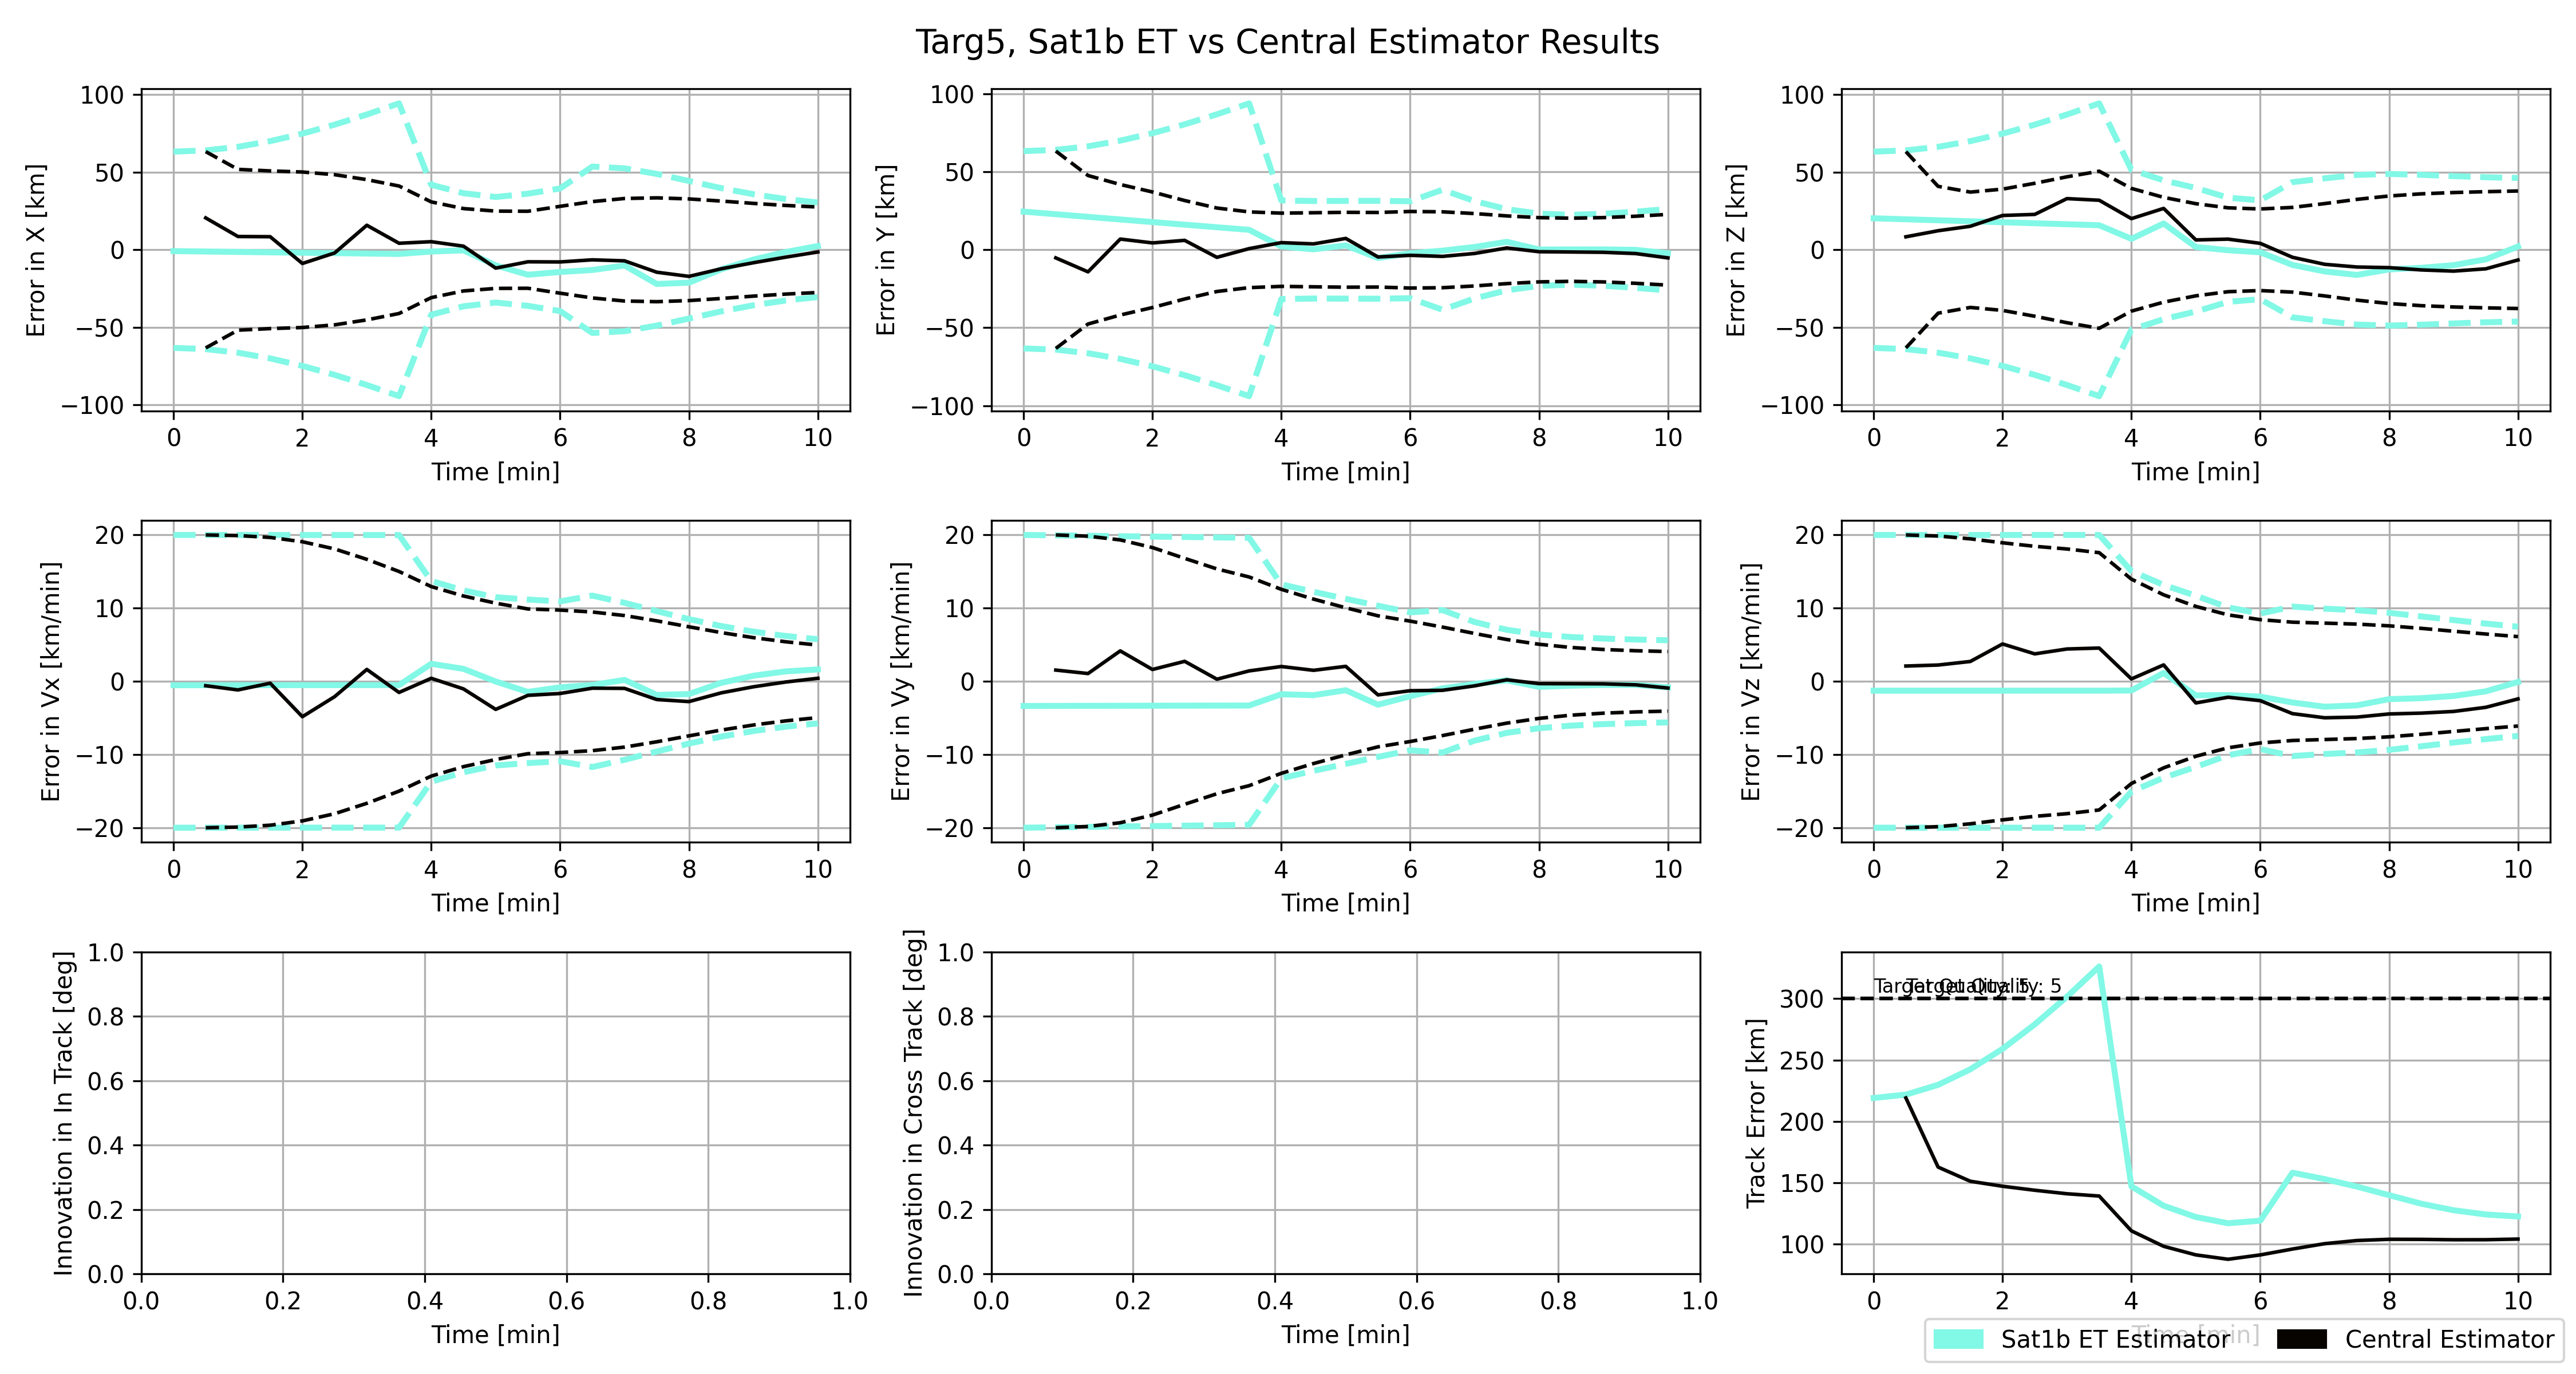 Targ5, Sat1b ET vs Central Estimator Results
Error in X [km]
100
50
0
−50
−100
0 2 4 6 8 10
Time [min]
Error in Y [km]
100
50
0
−50
−100
0 2 4 6 8 10
Time [min]
Error in Z [km]
100
50
0
−50
−100
0 2 4 6 8 10
Time [min]
Error in Vx [km/min]
20
10
0
−10
−20
0 2 4 6 8 10
Time [min]
Error in Vy [km/min]
20
10
0
−10
−20
0 2 4 6 8 10
Time [min]
Error in Vz [km/min]
20
10
0
−10
−20
0 2 4 6 8 10
Time [min]
Innovation in In Track [deg]
1.0
0.8
0.6
0.4
0.2
0.0
0.0 0.2 0.4 0.6 0.8 1.0
Time [min]
Innovation in Cross Track [deg]
1.0
0.8
0.6
0.4
0.2
0.0
0.0 0.2 0.4 0.6 0.8 1.0
Time [min]
Track Error [km]
Target Quality: 5
Target Quality: 5
300
250
200
150
100
0 2 4 6 8 10
Time [min]
Sat1b ET Estimator
Central Estimator